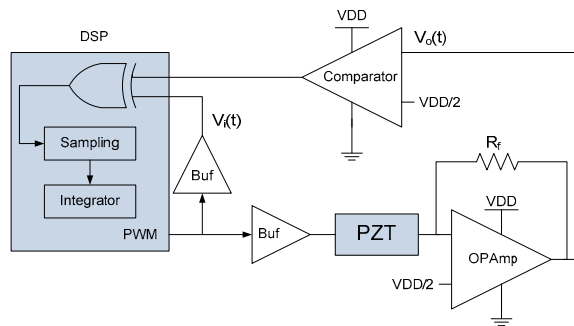 DSP
VDD
Vo(t)
Comparator
VDD/2
Vi(t)
Sampling
Buf
Integrator
PWM
Buf
PZT
Rf
VDD
OPAmp
VDD/2